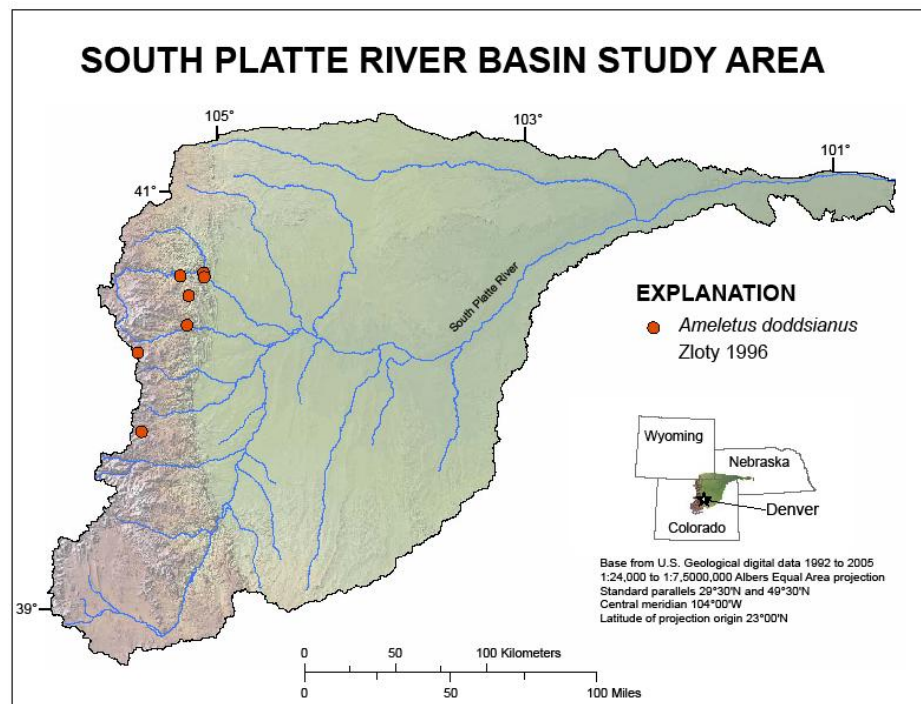 SOUTH PLATTE RIVER BASIN STUDY AREA
105°
103°
101°
41°
South Platte River
EXPLANATION
Ameletus doddsianus
Zloty 1996
Wyoming
Nebraska
Denver
Colorado
Base from U.S. Geological digital data 1992 to 2005
1:24,000 to 1:7,5000,000 Albers Equal Area projection
Standard parallels 29°30'N and 49°30'N
Central meridian 104°00'W
Latitude of projection origin 23°00'N
39°
0 50 100 Kilometers
0 50 100 Miles